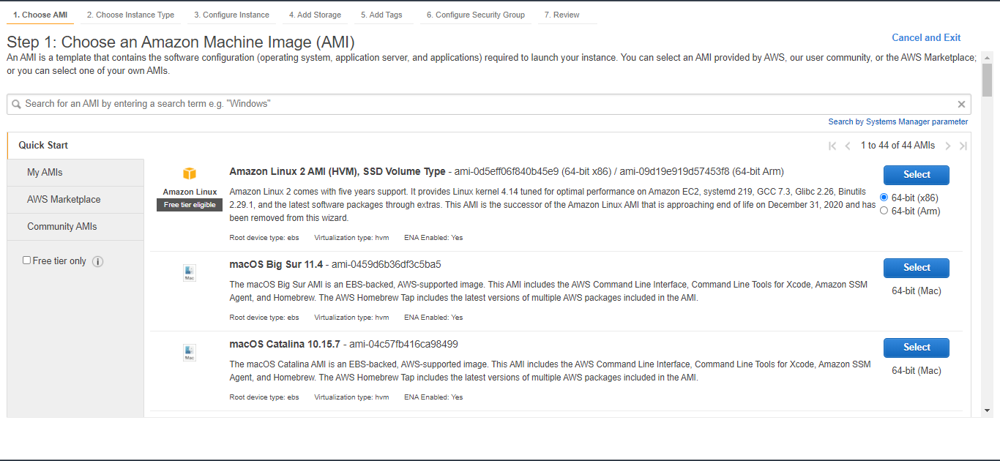 1. Choose AMI 2. Choose Instance Type 3. Configure Instance 4. Add Storage 5. Add Tags 6. Configure Security Group 7. Review
Step 1: Choose an Amazon Machine Image (AMI)
Cancel and Exit
An AMI is a template that contains the software configuration (operating system, application server, and applications) required to launch your instance. You can select an AMI provided by AWS, our user community, or the AWS Marketplace;
or you can select one of your own AMIs.
Search for an AMI by entering a search term e.g. "Windows"
Search by Systems Manager parameter
Quick Start
My AMIs
AWS Marketplace
Community AMIs
Free tier only
1 to 44 of 44 AMIs
Amazon Linux
Free tier eligible
Amazon Linux 2 AMI (HVM), SSD Volume Type - ami-0d5eff06f840b45e9 (64-bit x86) / ami-09d19e919d57453f8 (64-bit Arm)
Amazon Linux 2 comes with five years support. It provides Linux kernel 4.14 tuned for optimal performance on Amazon EC2, systemd 219, GCC 7.3, Glibc 2.26, Binutils
2.29.1, and the latest software packages through extras. This AMI is the successor of the Amazon Linux AMI that is approaching end of life on December 31, 2020 and has
been removed from this wizard.
Root device type: ebs Virtualization type: hvm ENA Enabled: Yes
Select
64-bit (x86)
64-bit (Arm)
Mac
macOS Big Sur 11.4 - ami-0459d6b36df3c5ba5
The macOS Big Sur AMI is an EBS-backed, AWS-supported image. This AMI includes the AWS Command Line Interface, Command Line Tools for Xcode, Amazon SSM
Agent, and Homebrew. The AWS Homebrew Tap includes the latest versions of multiple AWS packages included in the AMI.
Root device type: ebs Virtualization type: hvm ENA Enabled: Yes
Select
64-bit (Mac)
Mac
macOS Catalina 10.15.7 - ami-04c57fb416ca98499
The macOS Catalina AMI is an EBS-backed, AWS-supported image. This AMI includes the AWS Command Line Interface, Command Line Tools for Xcode, Amazon SSM
Agent, and Homebrew. The AWS Homebrew Tap includes the latest versions of multiple AWS packages included in the AMI.
Root device type: ebs Virtualization type: hvm ENA Enabled: Yes
Select
64-bit (Mac)